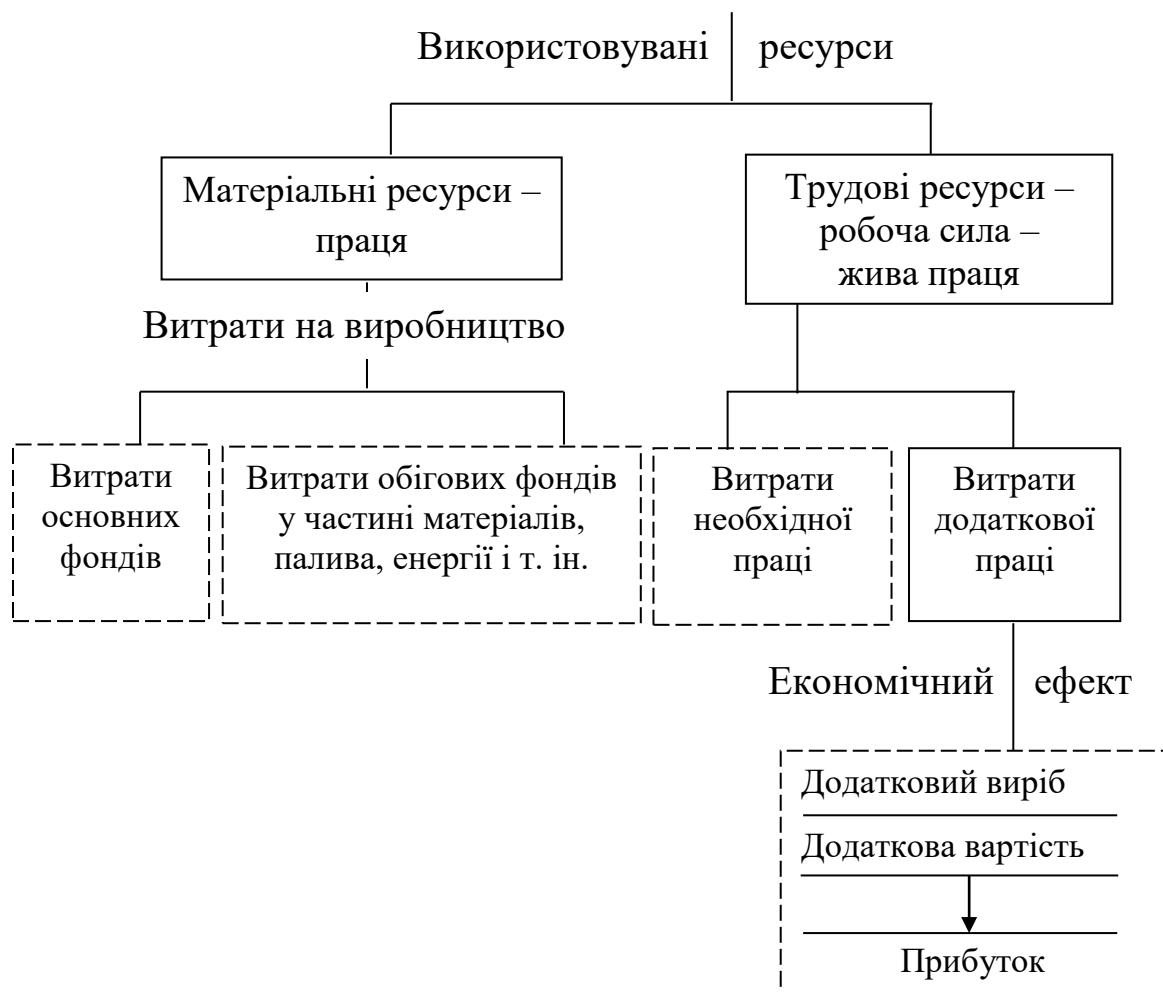 Використовувані ресурси
Матеріальні ресурси –
праця
Трудові ресурси –
робоча сила –
жива праця
Витрати на виробництво
Витрати
основних
фондів
Витрати обігових фондів
у частині матеріалів,
палива, енергії і т. ін.
Витрати
необхідної
праці
Витрати
додаткової
праці
Економічний ефект
Додатковий виріб
Додаткова вартість
Прибуток